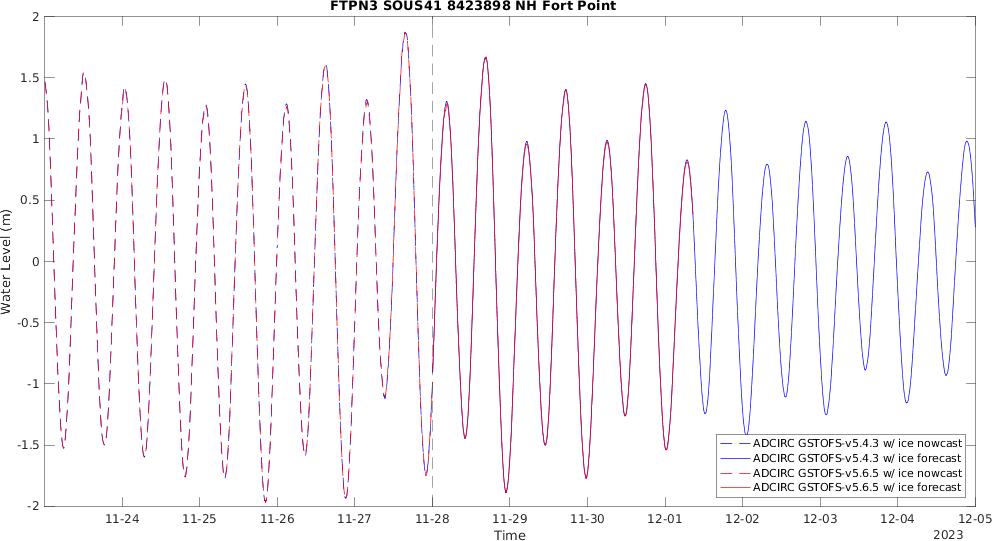 FTPN3 SOUS41 8423898 NH Fort Point
Water Level (m)
2
1.5
1
0.5
0
-0.5
-1
-1.5
-2
ADCIRC GSTOFS-v5.4.3 w/ ice nowcast
ADCIRC GSTOFS-v5.4.3 w/ ice forecast
ADCIRC GSTOFS-v5.6.5 w/ ice nowcast
ADCIRC GSTOFS-v5.6.5 w/ ice forecast
11-24 11-25 11-26 11-27 11-28 11-29 11-30 12-01 12-02 12-03 12-04 12-05
Time
2023